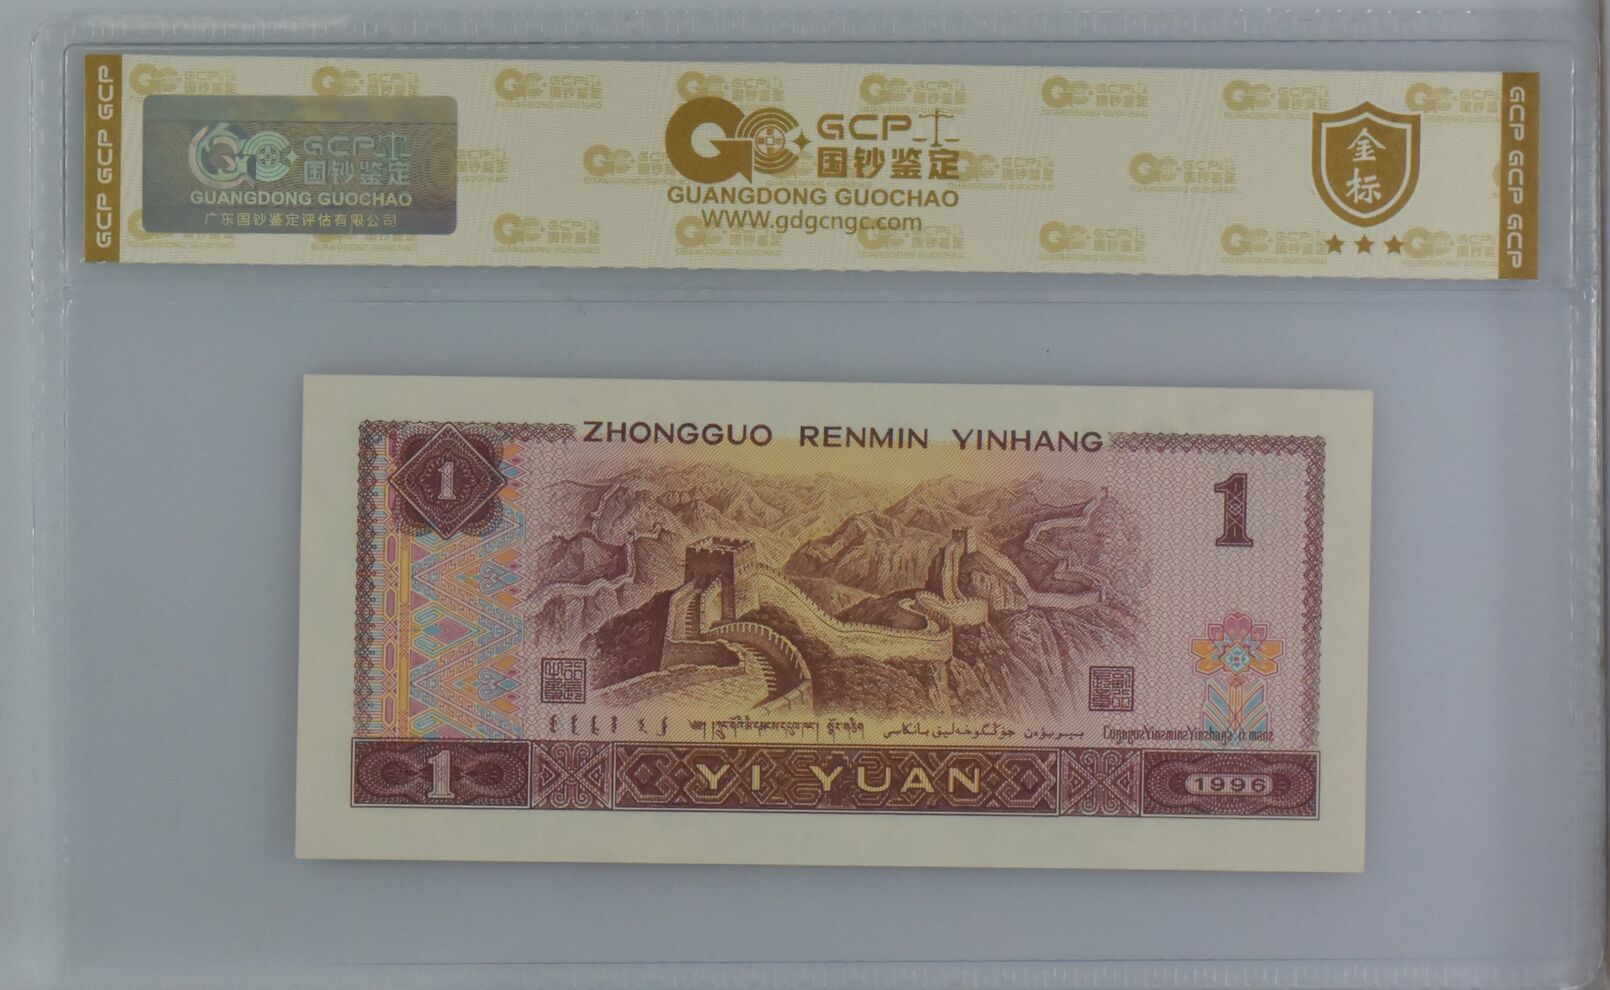 GCP GCP GCP
GCP
国钞鉴定
GUANGDONG GUOCHAO
广东国钞鉴定评估有限公司
GCP
国钞鉴定
GUANGDONG GUOCHAO
WWW.gdgcngc.com
金
标
GCP GCP GCP
ZHONGGUO RENMIN YINHANG
1
1
1
YI YUAN
1996